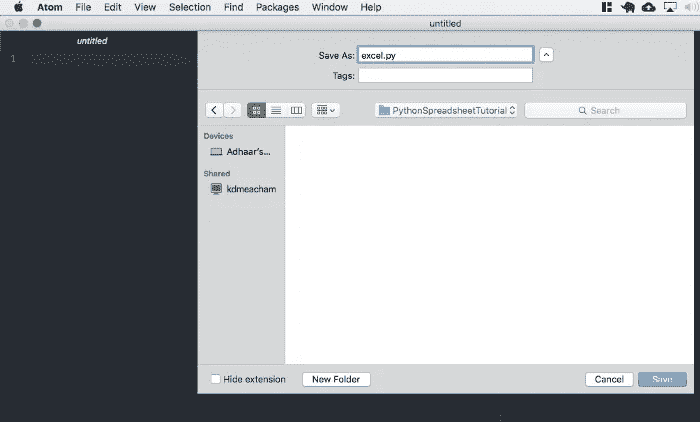 Atom File Edit View Selection Find Packages Window Help
untitled
untitled
1
Save As: excel.py
Tags:
PythonSpreadsheetTutorial
Search
Devices
Adhaar's...
Shared
kdmeacham
Hide extension
New Folder
Cancel
Save